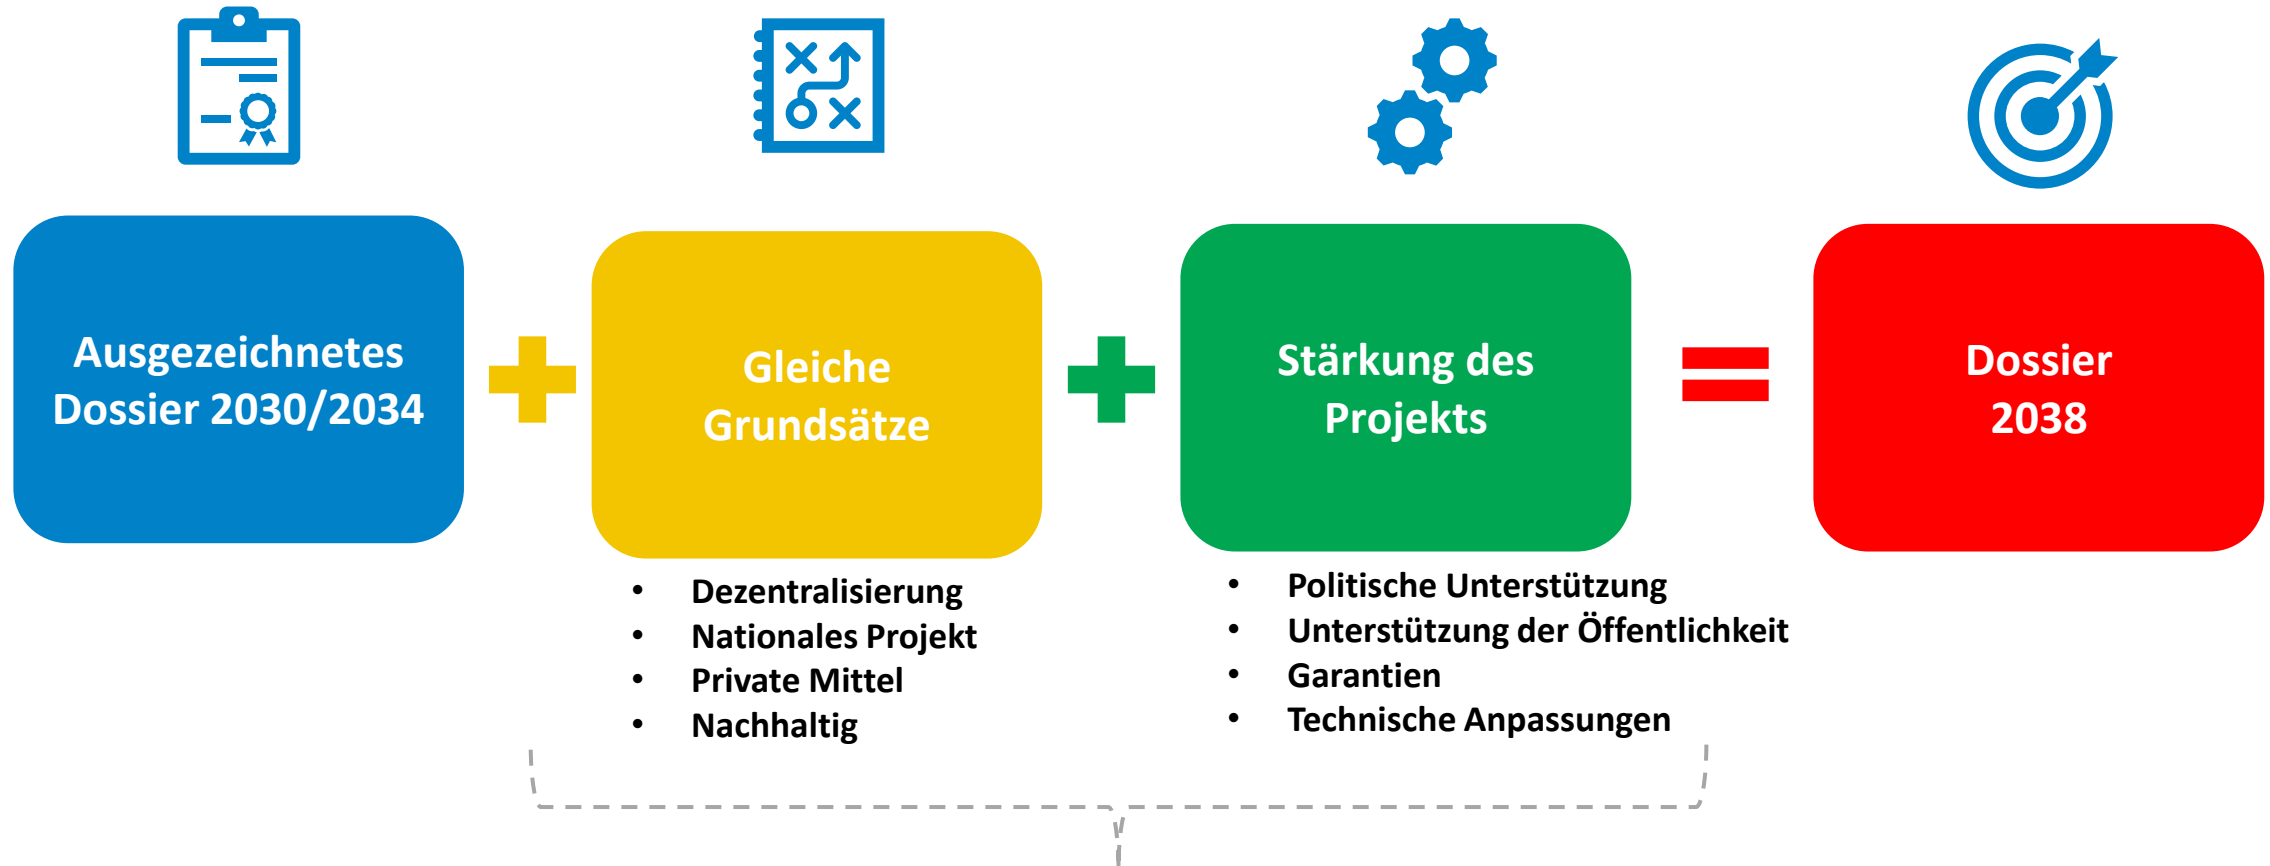 Ausgezeichnetes
Dossier 2030/2034
Gleiche
Grundsätze
Stärkung des
Projekts
Dossier
2038
• Dezentralisierung
• Nationales Projekt
• Private Mittel
• Nachhaltig
• Politische Unterstützung
• Unterstützung der Öffentlichkeit
• Garantien
• Technische Anpassungen